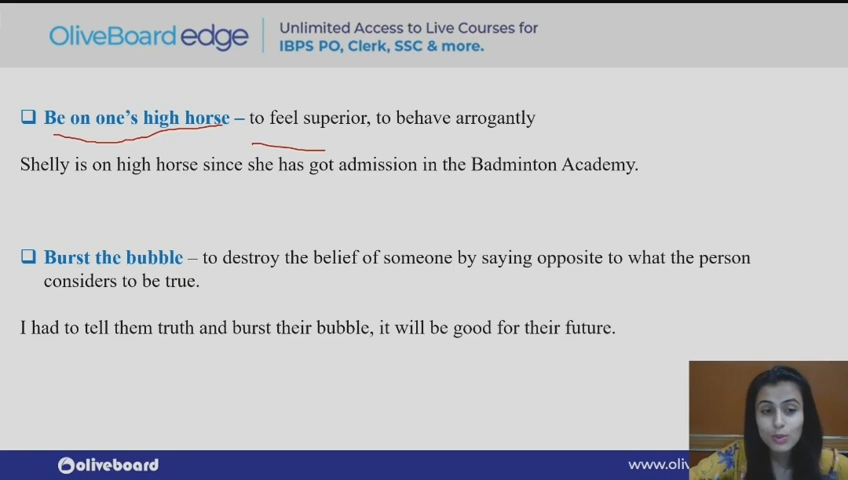 OliveBoard edge
Unlimited Access to Live Courses for
IBPS PO, Clerk, SSC & more.
Be on one's high horse – to feel superior, to behave arrogantly
Shelly is on high horse since she has got admission in the Badminton Academy.
Burst the bubble – to destroy the belief of someone by saying opposite to what the person
considers to be true.
I had to tell them truth and burst their bubble, it will be good for their future.
oliveboard